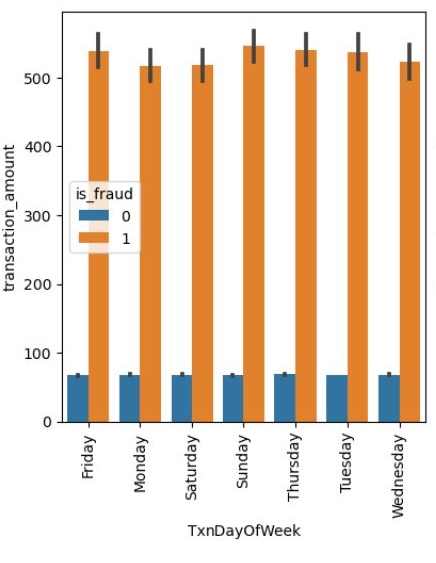 transaction_amount
500
400
300
200
100
0
is_fraud
0
1
Friday
Monday
Saturday
Sunday
Thursday
Tuesday
Wednesday
TxnDayOfWeek